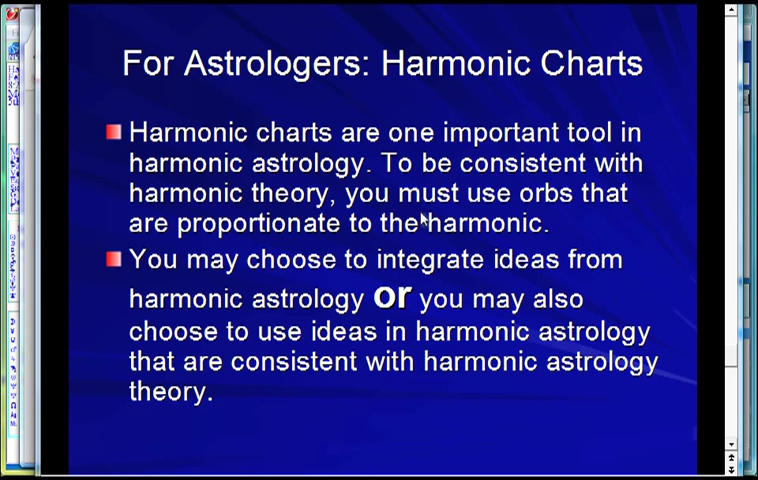 For Astrologers: Harmonic Charts
Harmonic charts are one important tool in
harmonic astrology. To be consistent with
harmonic theory, you must use orbs that
are proportionate to the harmonic.
You may choose to integrate ideas from
harmonic astrology or you may also
choose to use ideas in harmonic astrology
that are consistent with harmonic astrology
theory.